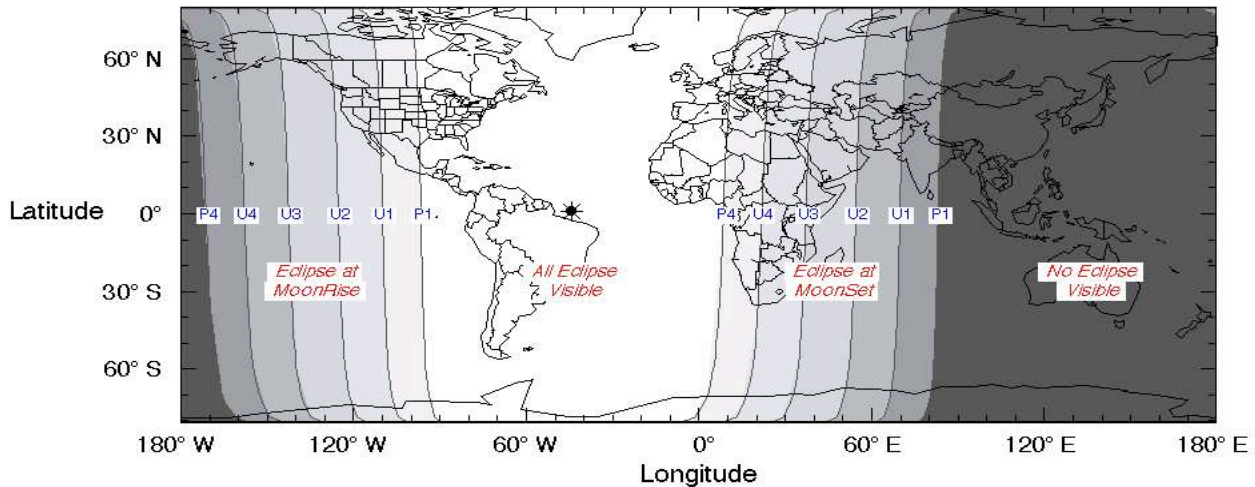 60° N
30° N
Latitude 0°
P4 U4 U3 U2 U1 P1 P4 U4 U3 U2 U1 P1
Eclipse at
MoonRise
All Eclipse
Visible
Eclipse at
MoonSet
No Eclipse
Visible
30° S
60° S
180° W 120° W 60° W 0° 60° E 120° E 180° E
Longitude